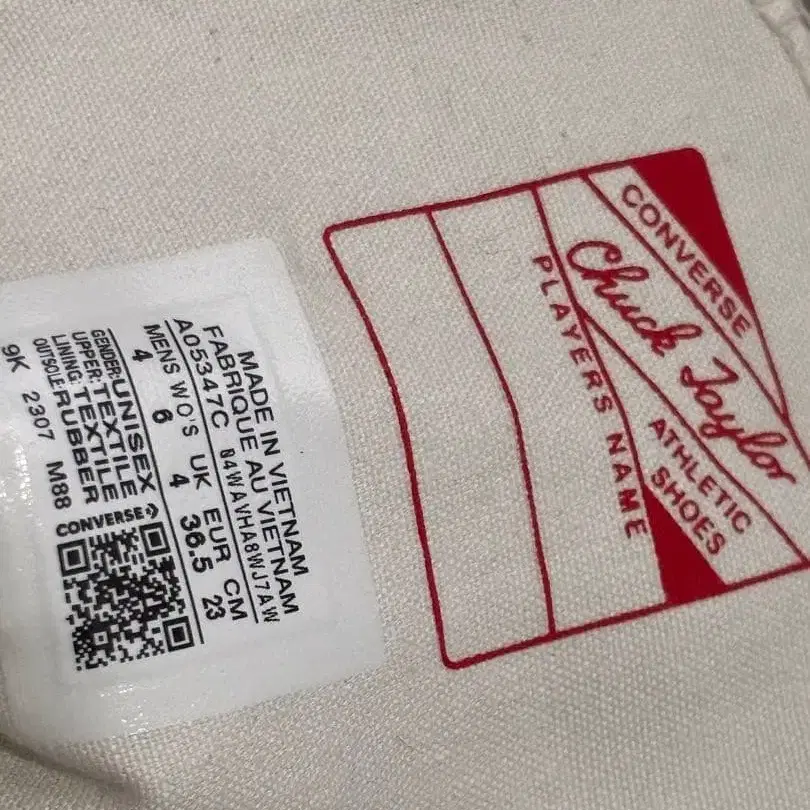 MADE IN VIETNAM
FABRIQUE AU VIETNAM
A05347C 04WAVHA8WJ7AW
MENS WO'S UK EUR CM
4 6 4 36.5 23
GENDER:UNISEX
UPPER:TEXTILE
LINING:TEXTILE
OUTSOLE:RUBBER
9K 2307 M88
CONVERSE
CONVERSE
Chuck Taylor
ATHLETIC
SHOES
PLAYERS NAME